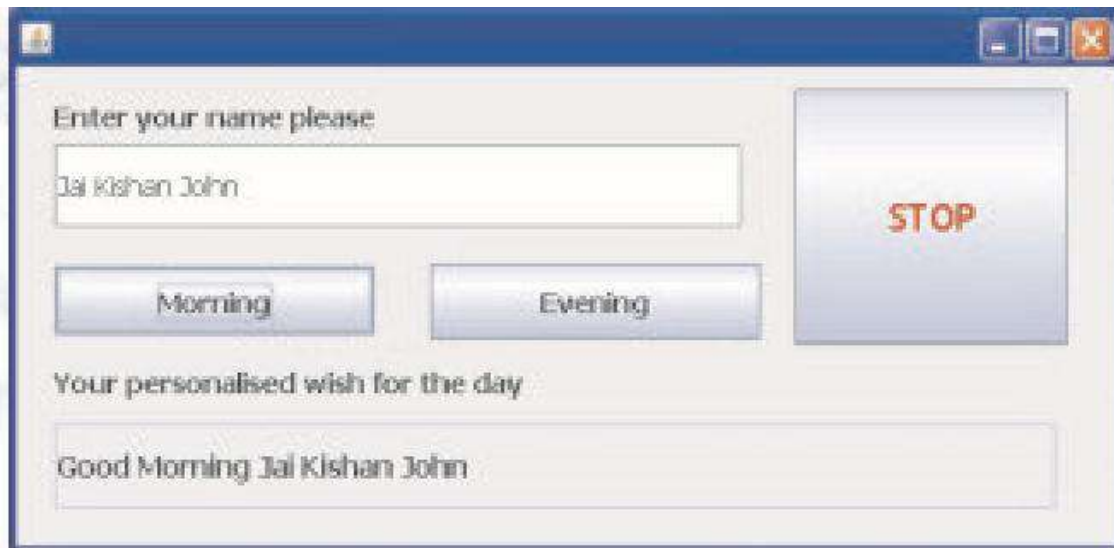 Enter your name please
Jai Kishan John
STOP
Morning Evening
Your personalised wish for the day
Good Morning Jai Kishan John